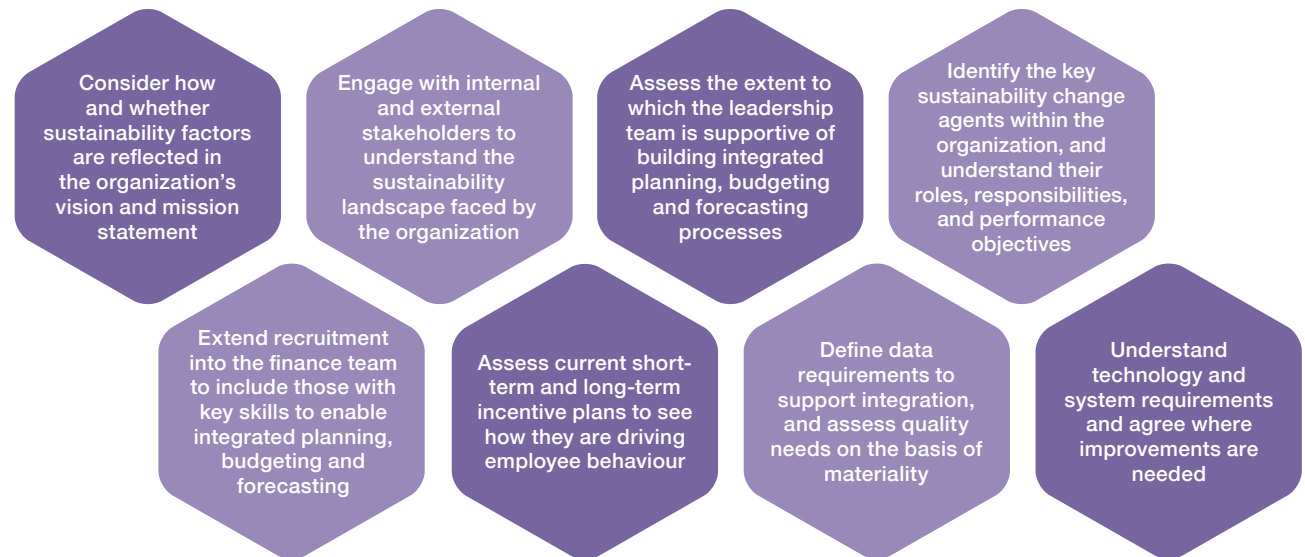 Consider how
and whether
sustainability factors
are reflected in
the organization's
vision and mission
statement
Engage with internal
and external
stakeholders to
understand the
sustainability
landscape faced by
the organization
Assess the extent to
which the leadership
team is supportive of
building integrated
planning, budgeting
and forecasting
processes
Identify the key
sustainability change
agents within the
organization, and
understand their
roles, responsibilities,
and performance
objectives
Extend recruitment
into the finance team
to include those with
key skills to enable
integrated planning,
budgeting and
forecasting
Assess current short-
term and long-term
incentive plans to see
how they are driving
employee behaviour
Define data
requirements to
support integration,
and assess quality
needs on the basis of
materiality
Understand
technology and
system requirements
and agree where
improvements are
needed